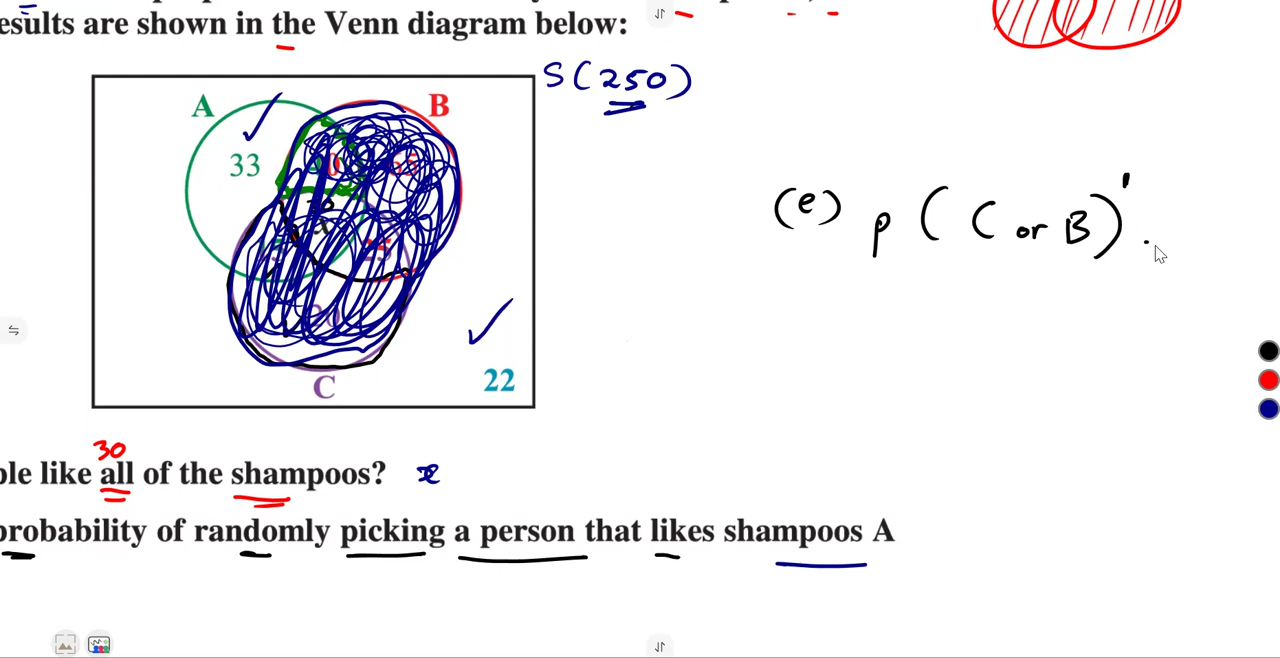 esults are shown in the Venn diagram below:
S(250)
A
B
33
(e) P(C or B)'.
22
C
30
ple like all of the shampoos? x
probability of randomly picking a person that likes shampoos A